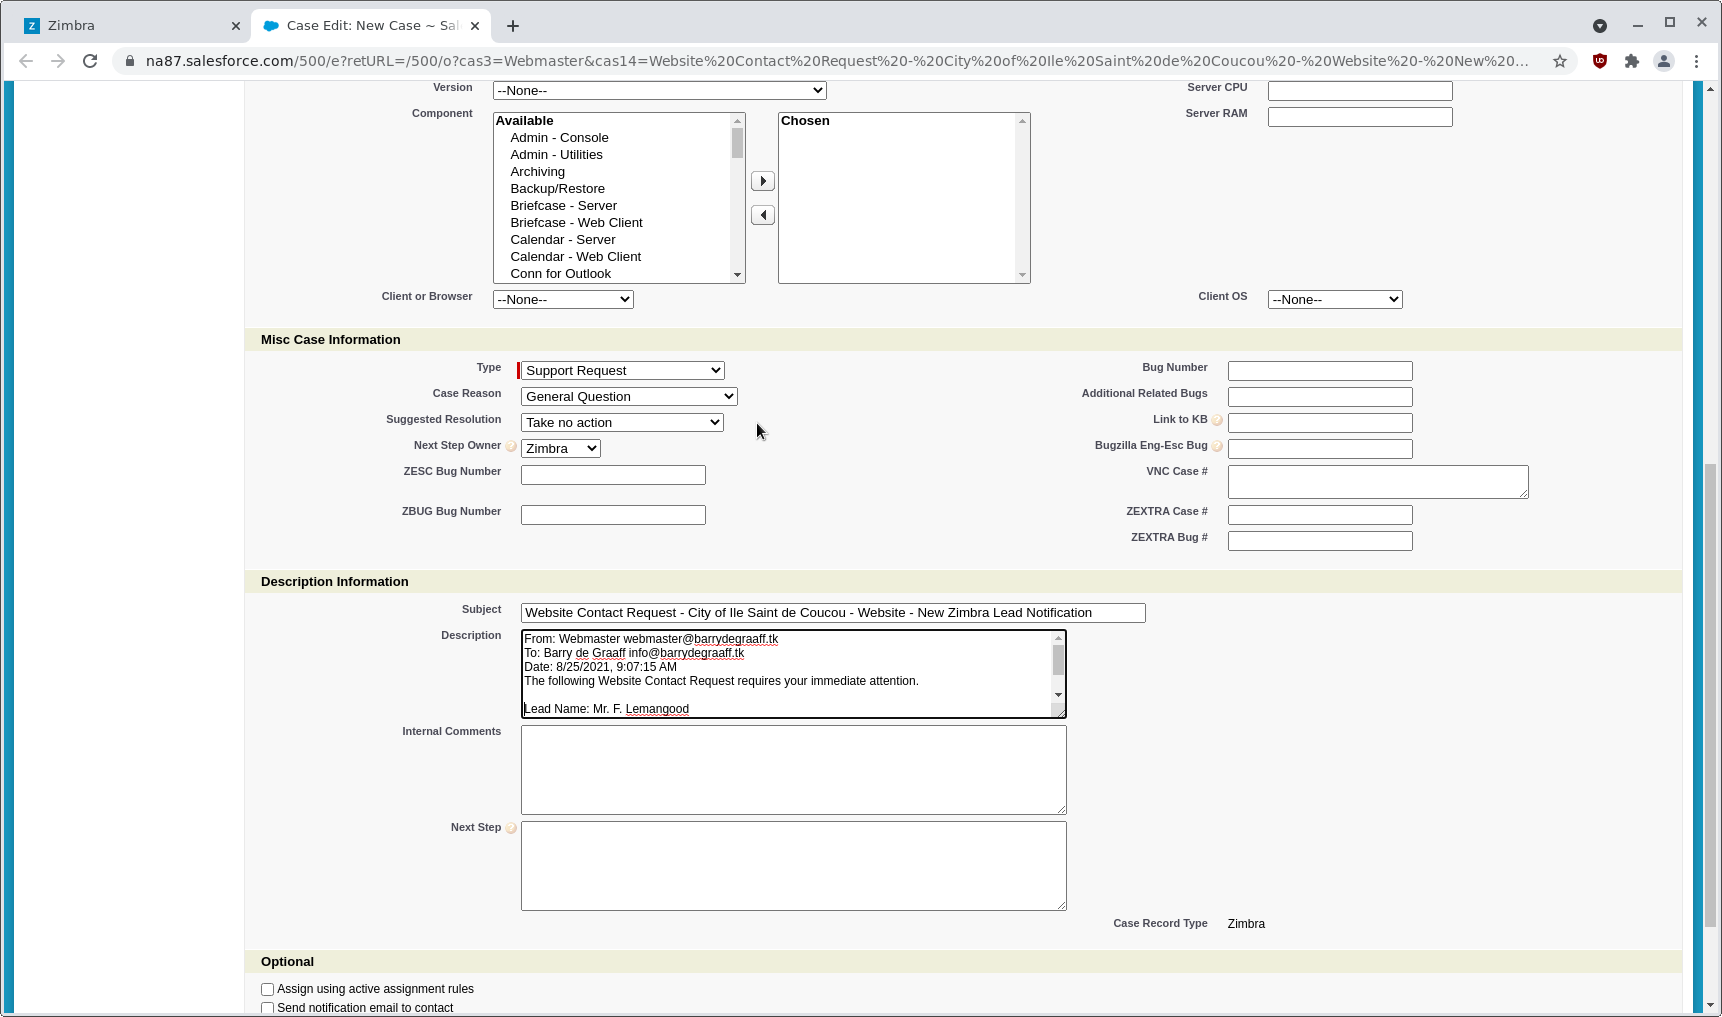 Zimbra
Case Edit: New Case ~ Sal
na87.salesforce.com/500/e?retURL=/500/o?cas3=Webmaster&cas14=Website%20Contact%20Request%20-%20City%20of%20Ile%20Saint%20de%20Coucou%20-%20Website%20-%20New%20...
Version --None-- Server CPU
Component Server RAM
Available Chosen
Admin - Console
Admin - Utilities
Archiving
Backup/Restore
Briefcase - Server
Briefcase - Web Client
Calendar - Server
Calendar - Web Client
Conn for Outlook
Client or Browser --None-- Client OS --None--
Misc Case Information
Type Support Request Bug Number
Case Reason General Question Additional Related Bugs
Suggested Resolution Take no action Link to KB
Next Step Owner Zimbra Bugzilla Eng-Esc Bug
ZESC Bug Number VNC Case #
ZBUG Bug Number ZEXTRA Case #
ZEXTRA Bug #
Description Information
Subject Website Contact Request - City of Ile Saint de Coucou - Website - New Zimbra Lead Notification
Description From: Webmaster webmaster@barrydegraaff.tk
To: Barry de Graaff info@barrydegraaff.tk
Date: 8/25/2021, 9:07:15 AM
The following Website Contact Request requires your immediate attention.
Lead Name: Mr. F. Lemangood
Internal Comments
Next Step
Case Record Type Zimbra
Optional
Assign using active assignment rules
Send notification email to contact